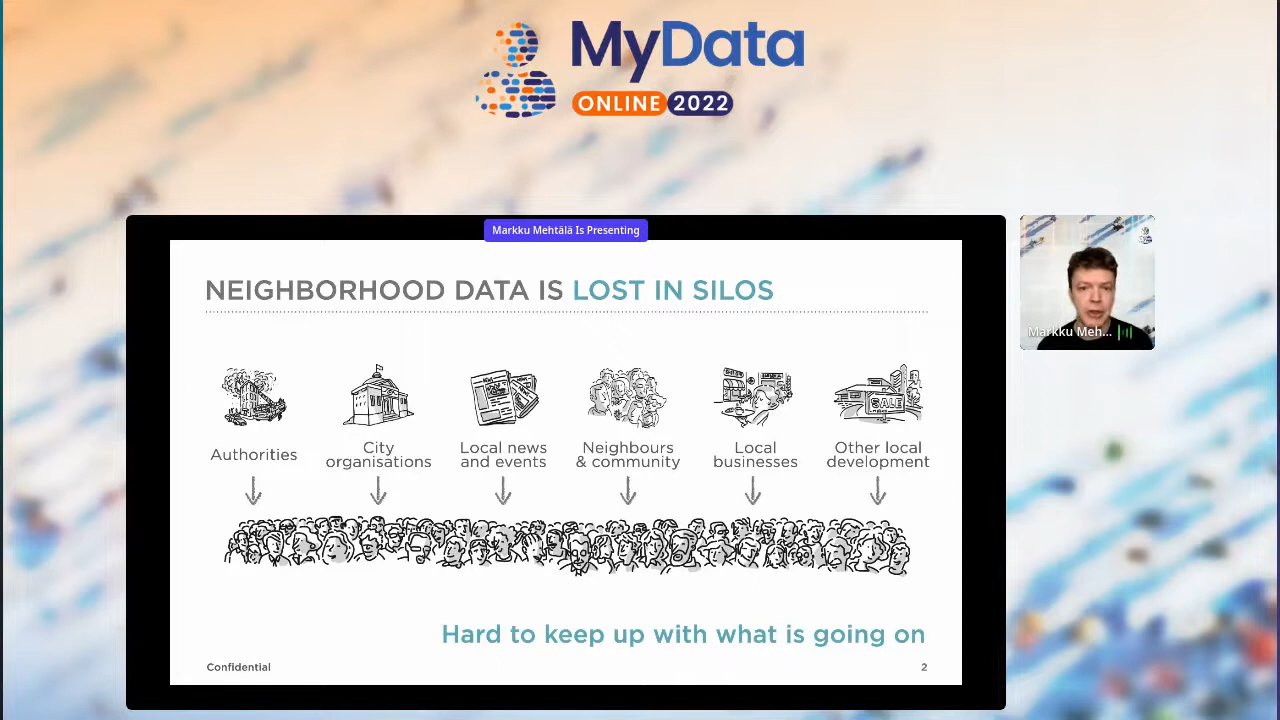 MyData
ONLINE 2022
Markku Mehtälä Is Presenting
NEIGHBORHOOD DATA IS LOST IN SILOS
Authorities
City
organisations
Local news
and events
Neighbours
& community
Local
businesses
Other local
development
SALE
Hard to keep up with what is going on
Confidential
2
Markku Meh...